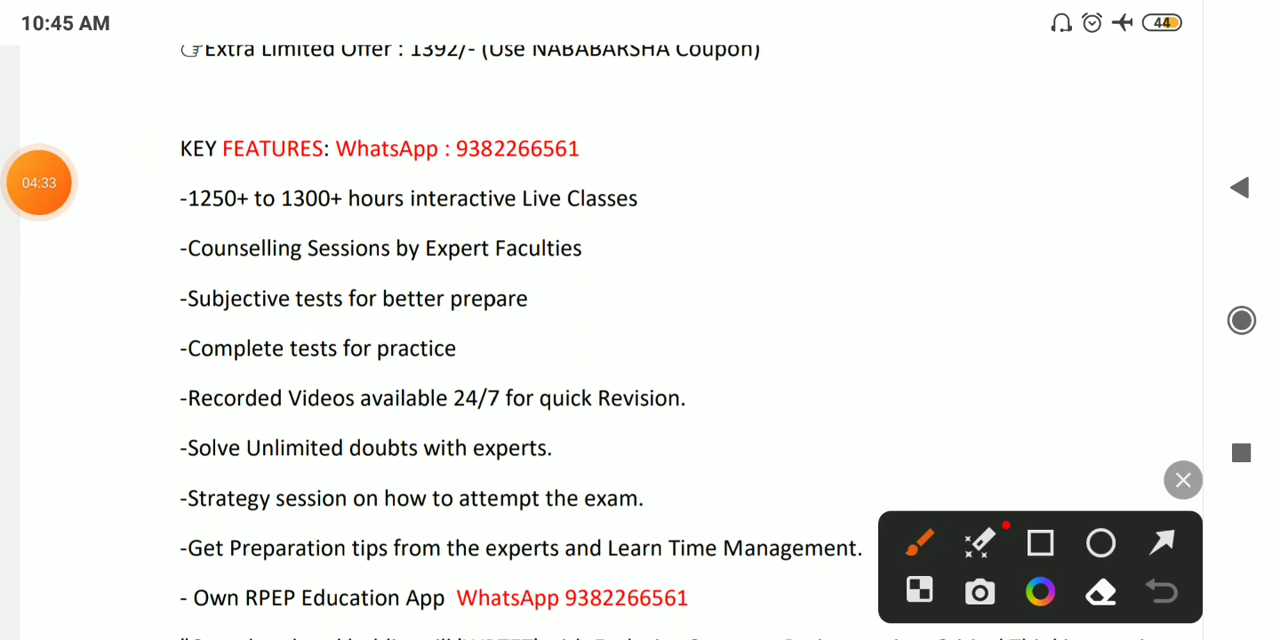 10:45 AM
44
☞Extra Limited Offer : 1392/- (Use NABABARSHA Coupon)
KEY FEATURES: WhatsApp : 9382266561
04:33
-1250+ to 1300+ hours interactive Live Classes
-Counselling Sessions by Expert Faculties
-Subjective tests for better prepare
-Complete tests for practice
-Recorded Videos available 24/7 for quick Revision.
-Solve Unlimited doubts with experts.
-Strategy session on how to attempt the exam.
-Get Preparation tips from the experts and Learn Time Management.
- Own RPEP Education App WhatsApp 9382266561